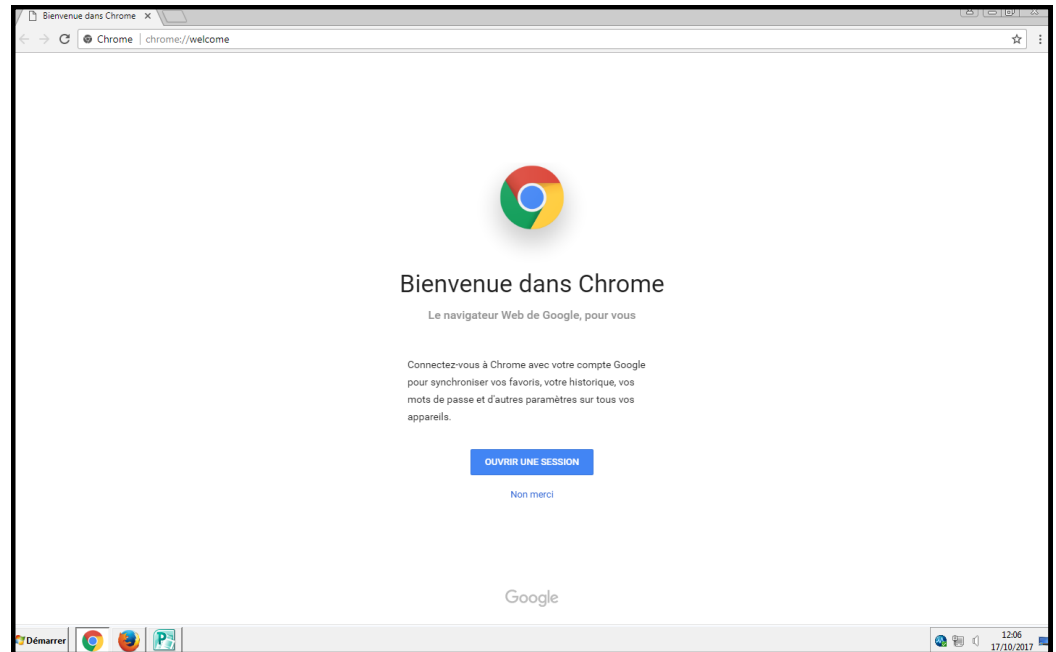 Bienvenue dans Chrome
Chrome | chrome://welcome
Bienvenue dans Chrome
Le navigateur Web de Google, pour vous
Connectez-vous à Chrome avec votre compte Google
pour synchroniser vos favoris, votre historique, vos
mots de passe et d'autres paramètres sur tous vos
appareils.
OUVRIR UNE SESSION
Non merci
Google
Démarrer
P
12:06
17/10/2017